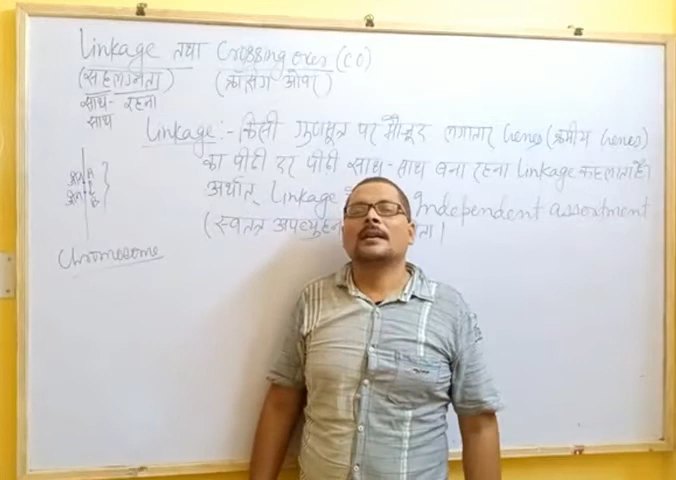 Linkage तथा Crossing over (CO)
(सहलग्नता) (क्रॉसिंग ओवर)
साथ-रहना
साथ
Linkage :- किसी गुणसूत्र पर मौजूद लगातार Genes (क्रमीय Genes)
का पीढी दर पीढी साथ-साथ बना रहना Linkage कहलाता है।
अर्थात् Linkage Independent assortment
(स्वतंत्र अपव्यूहन
Chromosome